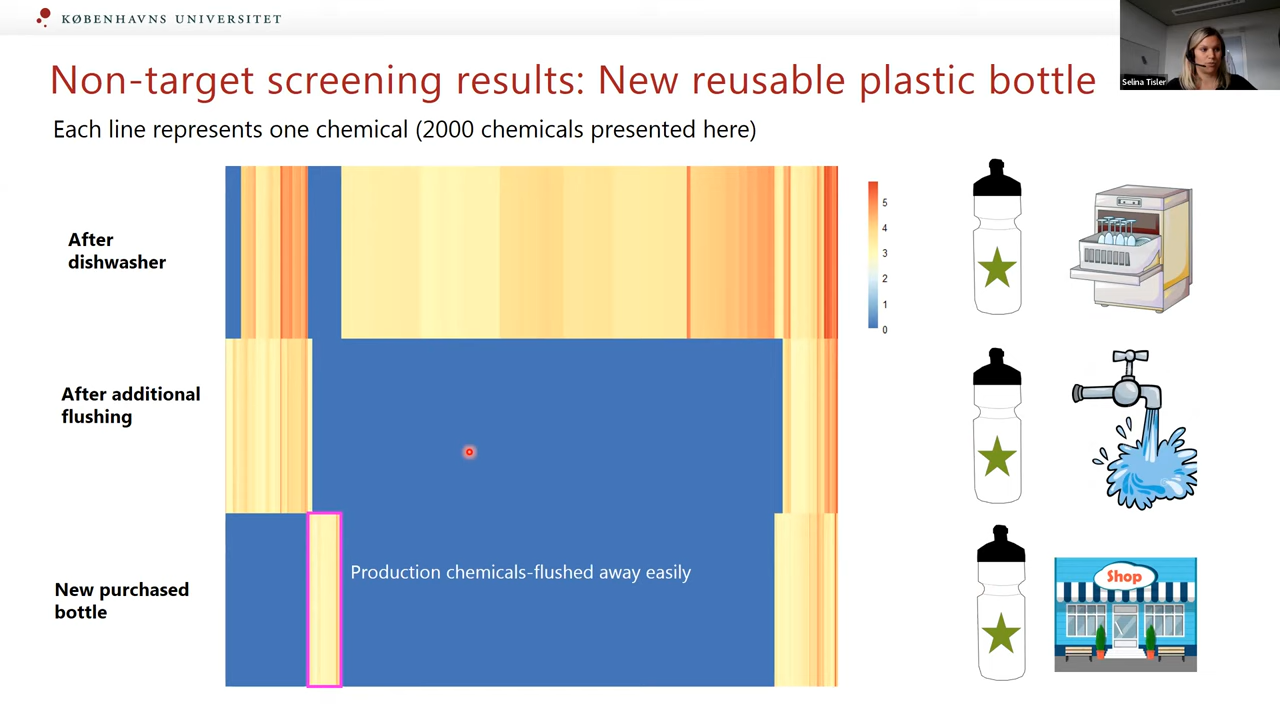 KØBENHAVNS UNIVERSITET
Selina Tisler
Non-target screening results: New reusable plastic bottle
Each line represents one chemical (2000 chemicals presented here)
After
dishwasher
5
4
3
2
1
0
After additional
flushing
New purchased
bottle
Production chemicals-flushed away easily
Shop